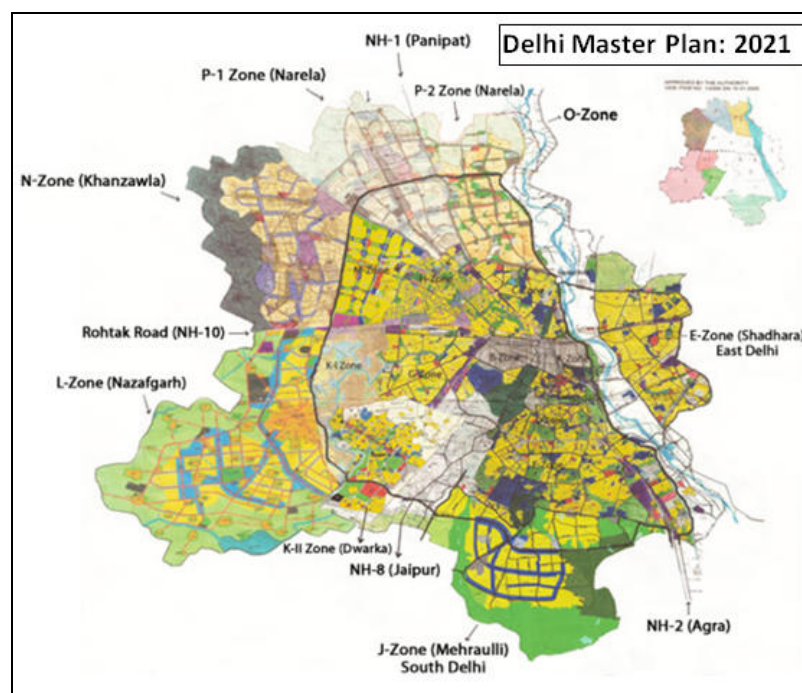 Delhi Master Plan: 2021
NH-1 (Panipat)
P-1 Zone (Narela)
P-2 Zone (Narela)
O-Zone
N-Zone (Khanzawla)
Rohtak Road (NH-10)
E-Zone (Shadhara)
East Delhi
K-I Zone
G-Zone
L-Zone (Nazafgarh)
K-II Zone (Dwarka)
NH-8 (Jaipur)
NH-2 (Agra)
J-Zone (Mehraulli)
South Delhi